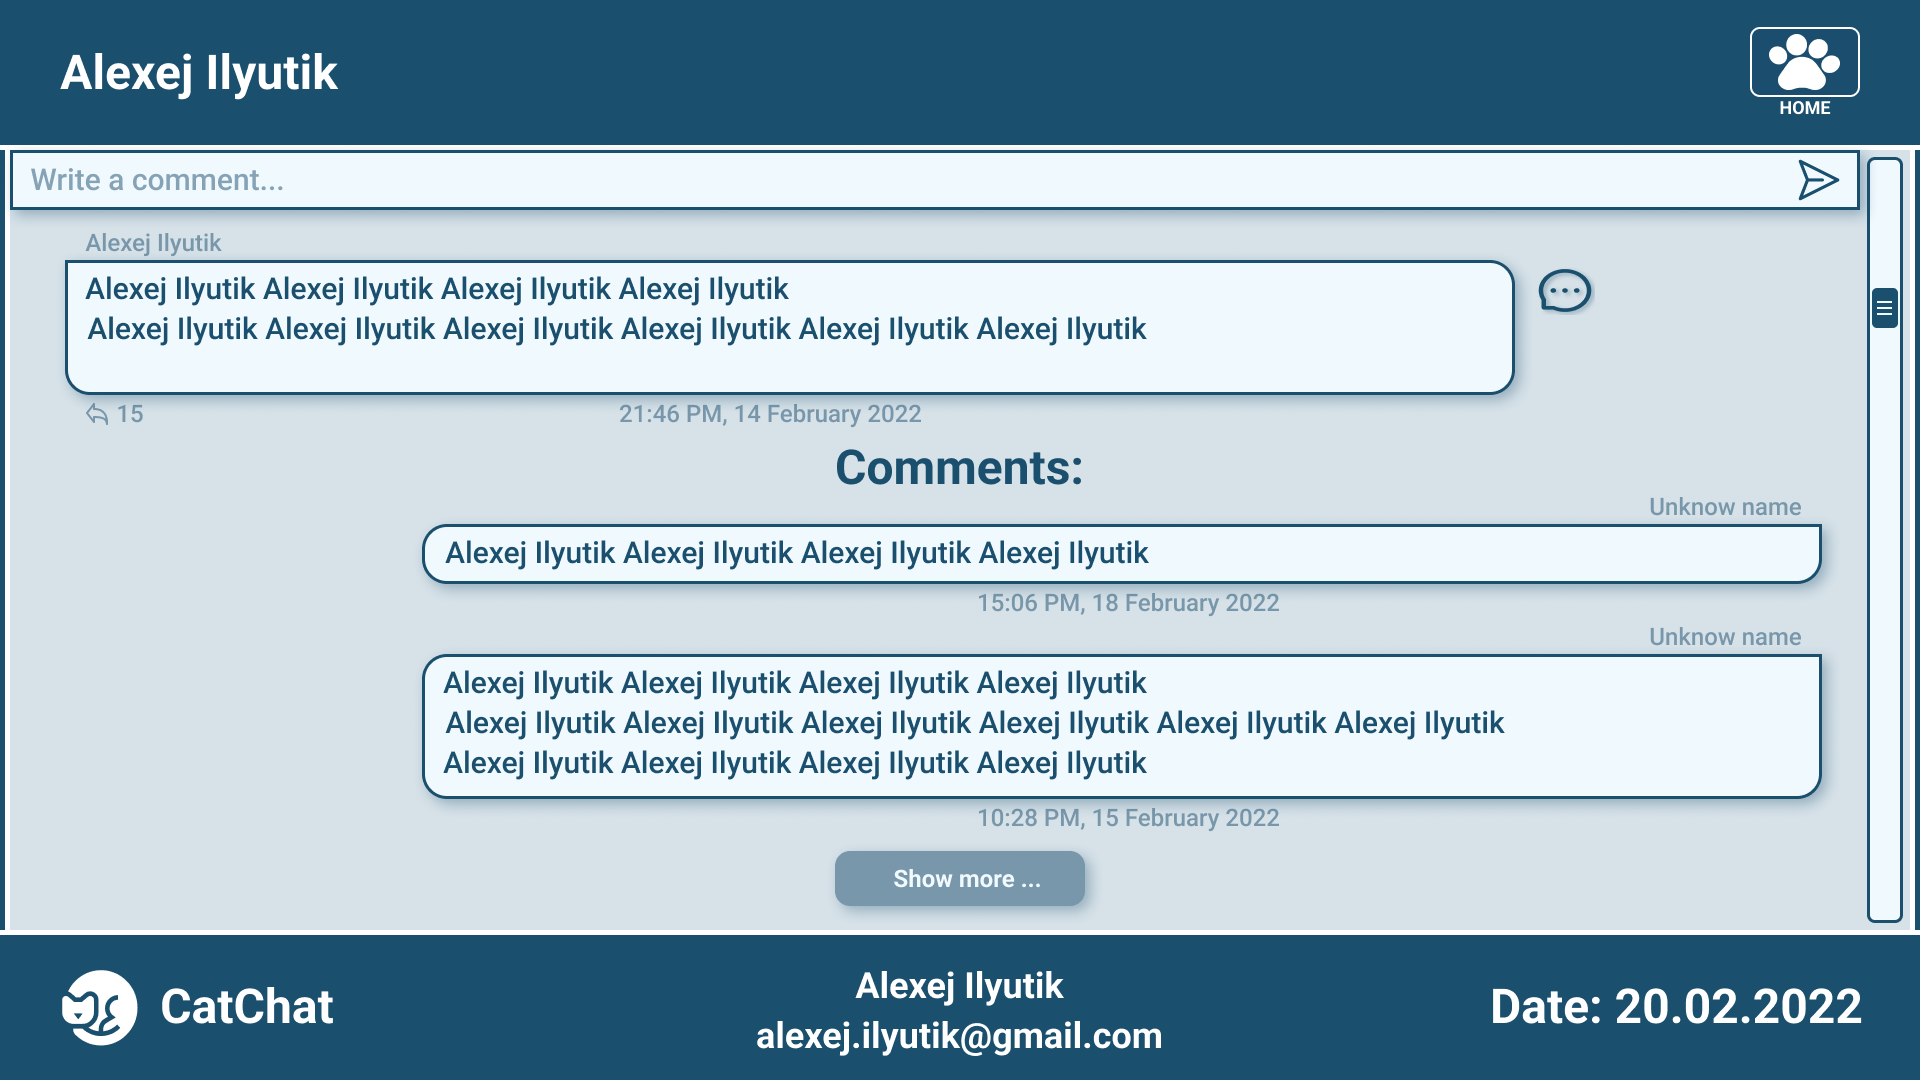 Alexej Ilyutik
HOME
Write a comment...
Alexej Ilyutik
Alexej Ilyutik Alexej Ilyutik Alexej Ilyutik Alexej Ilyutik
Alexej Ilyutik Alexej Ilyutik Alexej Ilyutik Alexej Ilyutik Alexej Ilyutik Alexej Ilyutik
15
21:46 PM, 14 February 2022
Comments:
Unknow name
Alexej Ilyutik Alexej Ilyutik Alexej Ilyutik Alexej Ilyutik
15:06 PM, 18 February 2022
Unknow name
Alexej Ilyutik Alexej Ilyutik Alexej Ilyutik Alexej Ilyutik
Alexej Ilyutik Alexej Ilyutik Alexej Ilyutik Alexej Ilyutik Alexej Ilyutik Alexej Ilyutik
Alexej Ilyutik Alexej Ilyutik Alexej Ilyutik Alexej Ilyutik
10:28 PM, 15 February 2022
Show more ...
CatChat
Alexej Ilyutik
alexej.ilyutik@gmail.com
Date: 20.02.2022